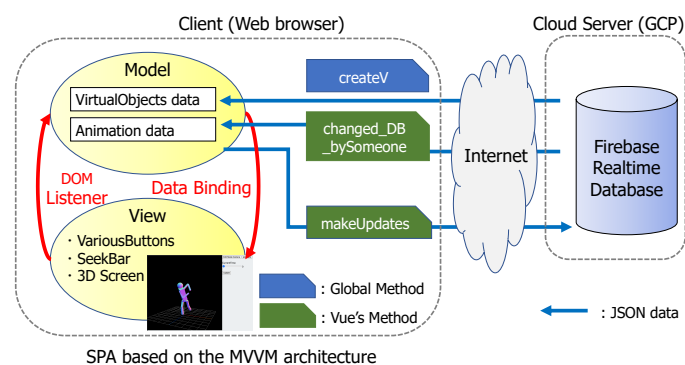 Client (Web browser)
Cloud Server (GCP)
Model
VirtualObjects data
Animation data
createV
changed_DB
_bySomeone
makeUpdates
Internet
Firebase
Realtime
Database
DOM
Listener
Data Binding
View
・VariousButtons
・SeekBar
・3D Screen
: Global Method
: Vue's Method
: JSON data
SPA based on the MVVM architecture